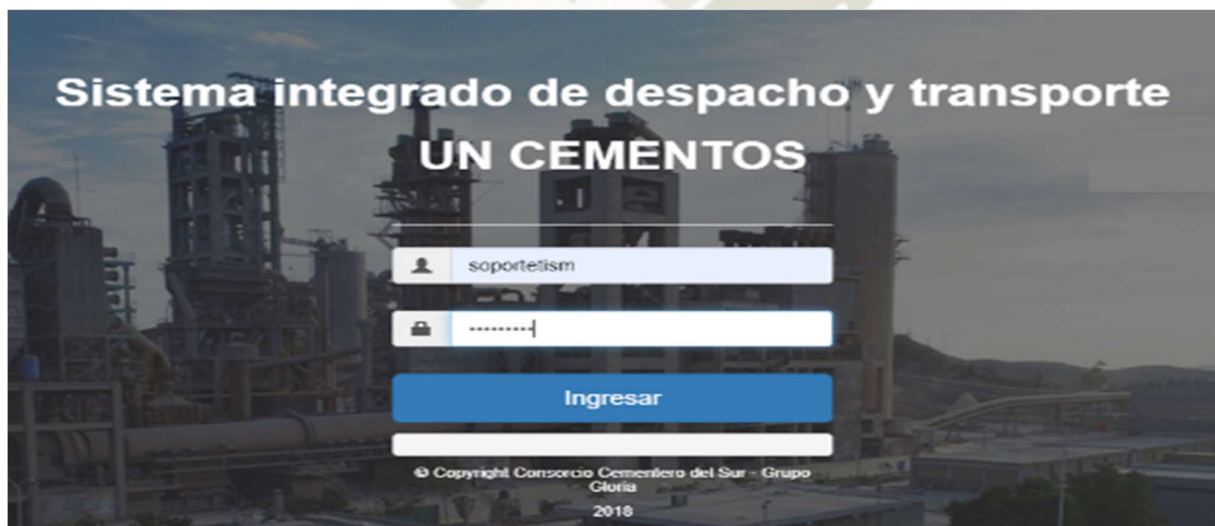 Sistema integrado de despacho y transporte
UN CEMENTOS
soportetism
---------
Ingresar
© Copyright Consorcio Cementero del Sur - Grupo
Gloria
2018